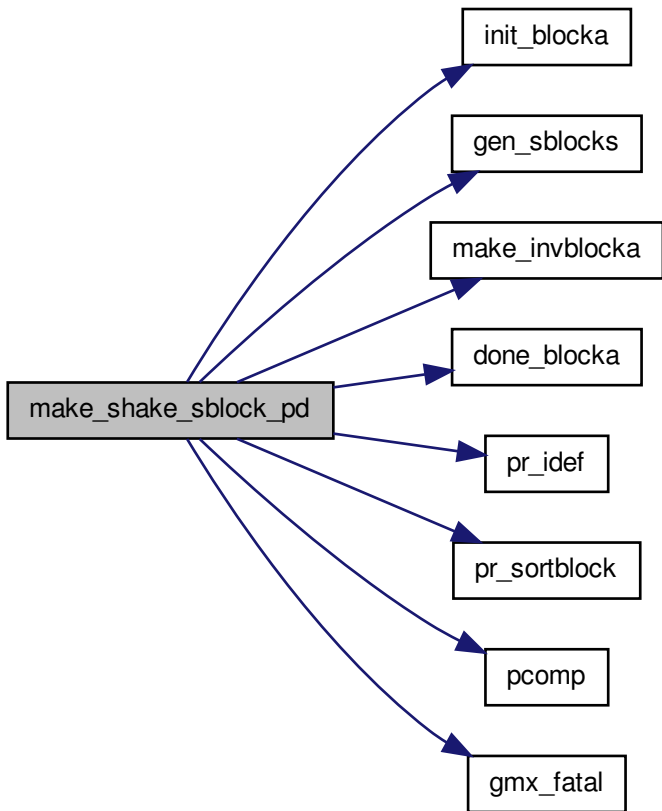 init_blocka
gen_sblocks
make_invblocka
done_blocka
make_shake_sblock_pd
pr_idef
pr_sortblock
pcomp
gmx_fatal